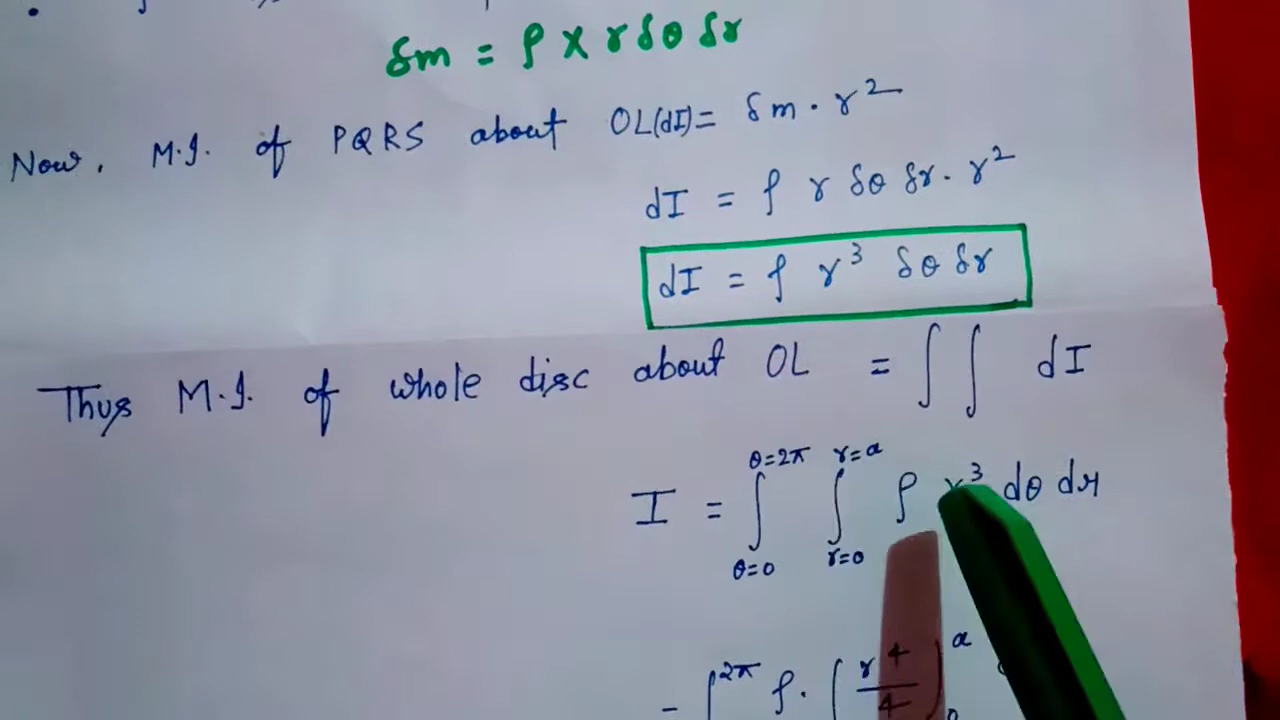 δm = ρ × r δθ δr
Now, M.I. of PQRS about OL(dI) = δm · r²
dI = ρ r δθ δr · r²
dI = ρ r³ δθ δr
Thus M.I. of whole disc about OL = ∫ ∫ dI
I = ∫_{θ=0}^{θ=2π} ∫_{r=0}^{r=a} ρ r³ dθ dr
= ∫^{2π} ρ · (r⁴/4)_0^a